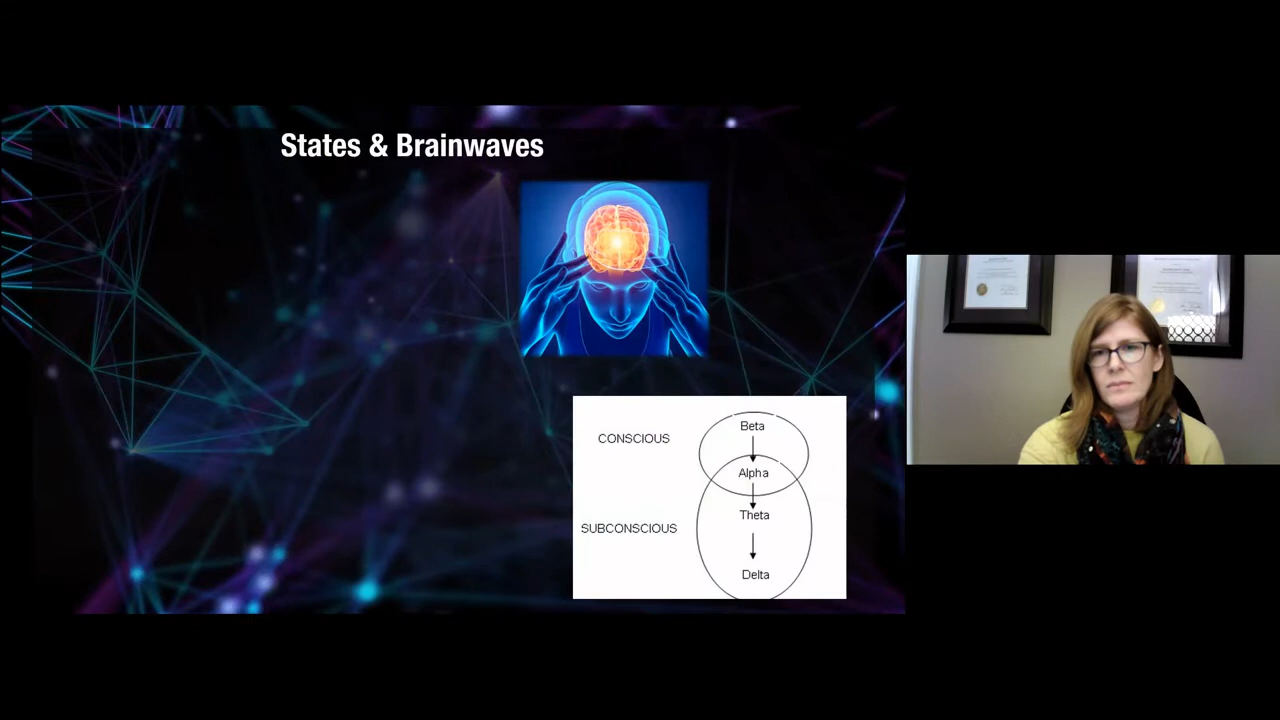 States & Brainwaves
CONSCIOUS
Beta
Alpha
SUBCONSCIOUS
Theta
Delta